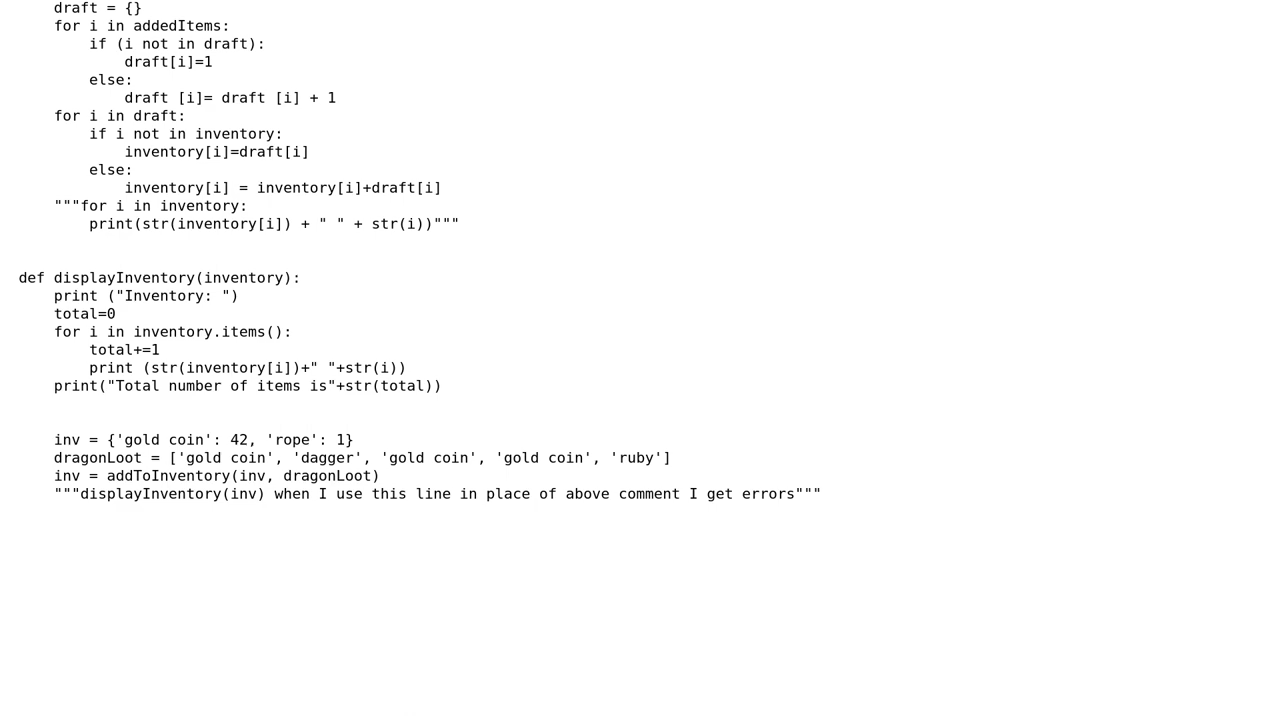 draft = {}
    for i in addedItems:
        if (i not in draft):
            draft[i]=1
        else:
            draft [i]= draft [i] + 1
    for i in draft:
        if i not in inventory:
            inventory[i]=draft[i]
        else:
            inventory[i] = inventory[i]+draft[i]
    """for i in inventory:
        print(str(inventory[i]) + " " + str(i))"""
def displayInventory(inventory):
    print ("Inventory: ")
    total=0
    for i in inventory.items():
        total+=1
        print (str(inventory[i])+" "+str(i))
    print("Total number of items is"+str(total))
    inv = {'gold coin': 42, 'rope': 1}
    dragonLoot = ['gold coin', 'dagger', 'gold coin', 'gold coin', 'ruby']
    inv = addToInventory(inv, dragonLoot)
    """displayInventory(inv) when I use this line in place of above comment I get errors"""